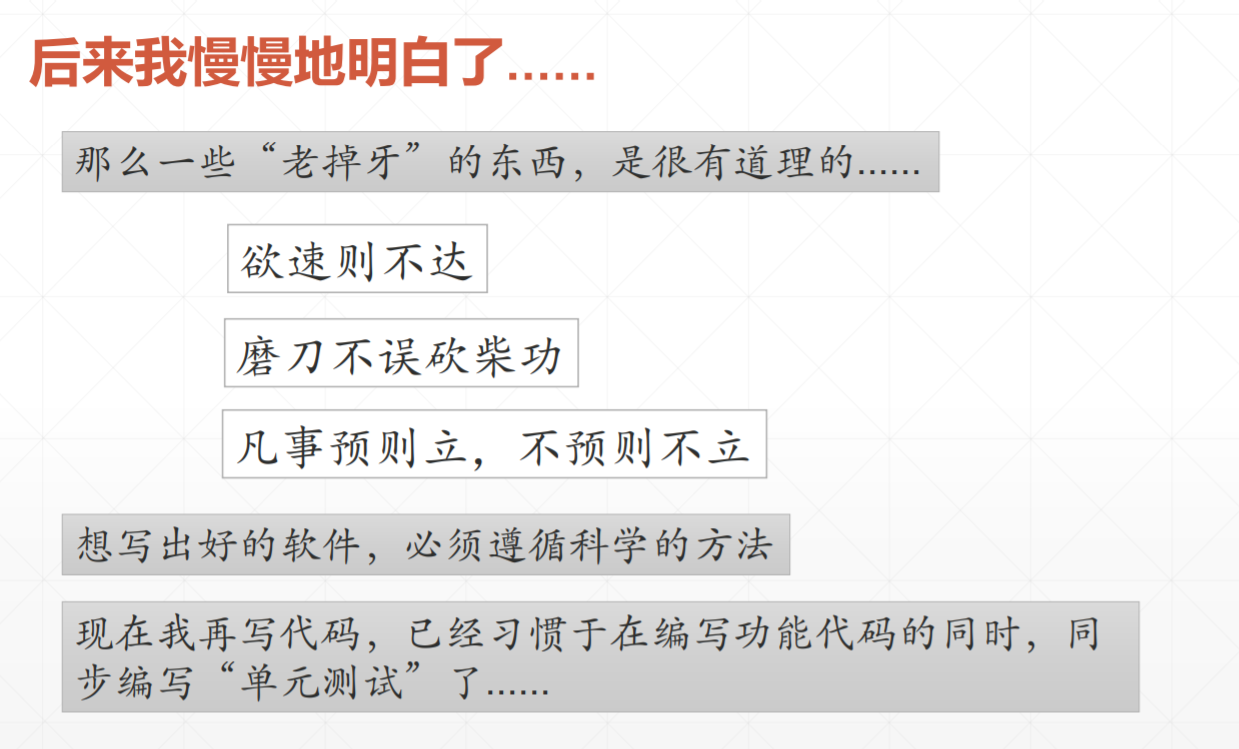 后来我慢慢地明白了......
那么一些“老掉牙”的东西，是很有道理的......
欲速则不达
磨刀不误砍柴功
凡事预则立，不预则不立
想写出好的软件，必须遵循科学的方法
现在我再写代码，已经习惯于在编写功能代码的同时，同
步编写“单元测试”了......